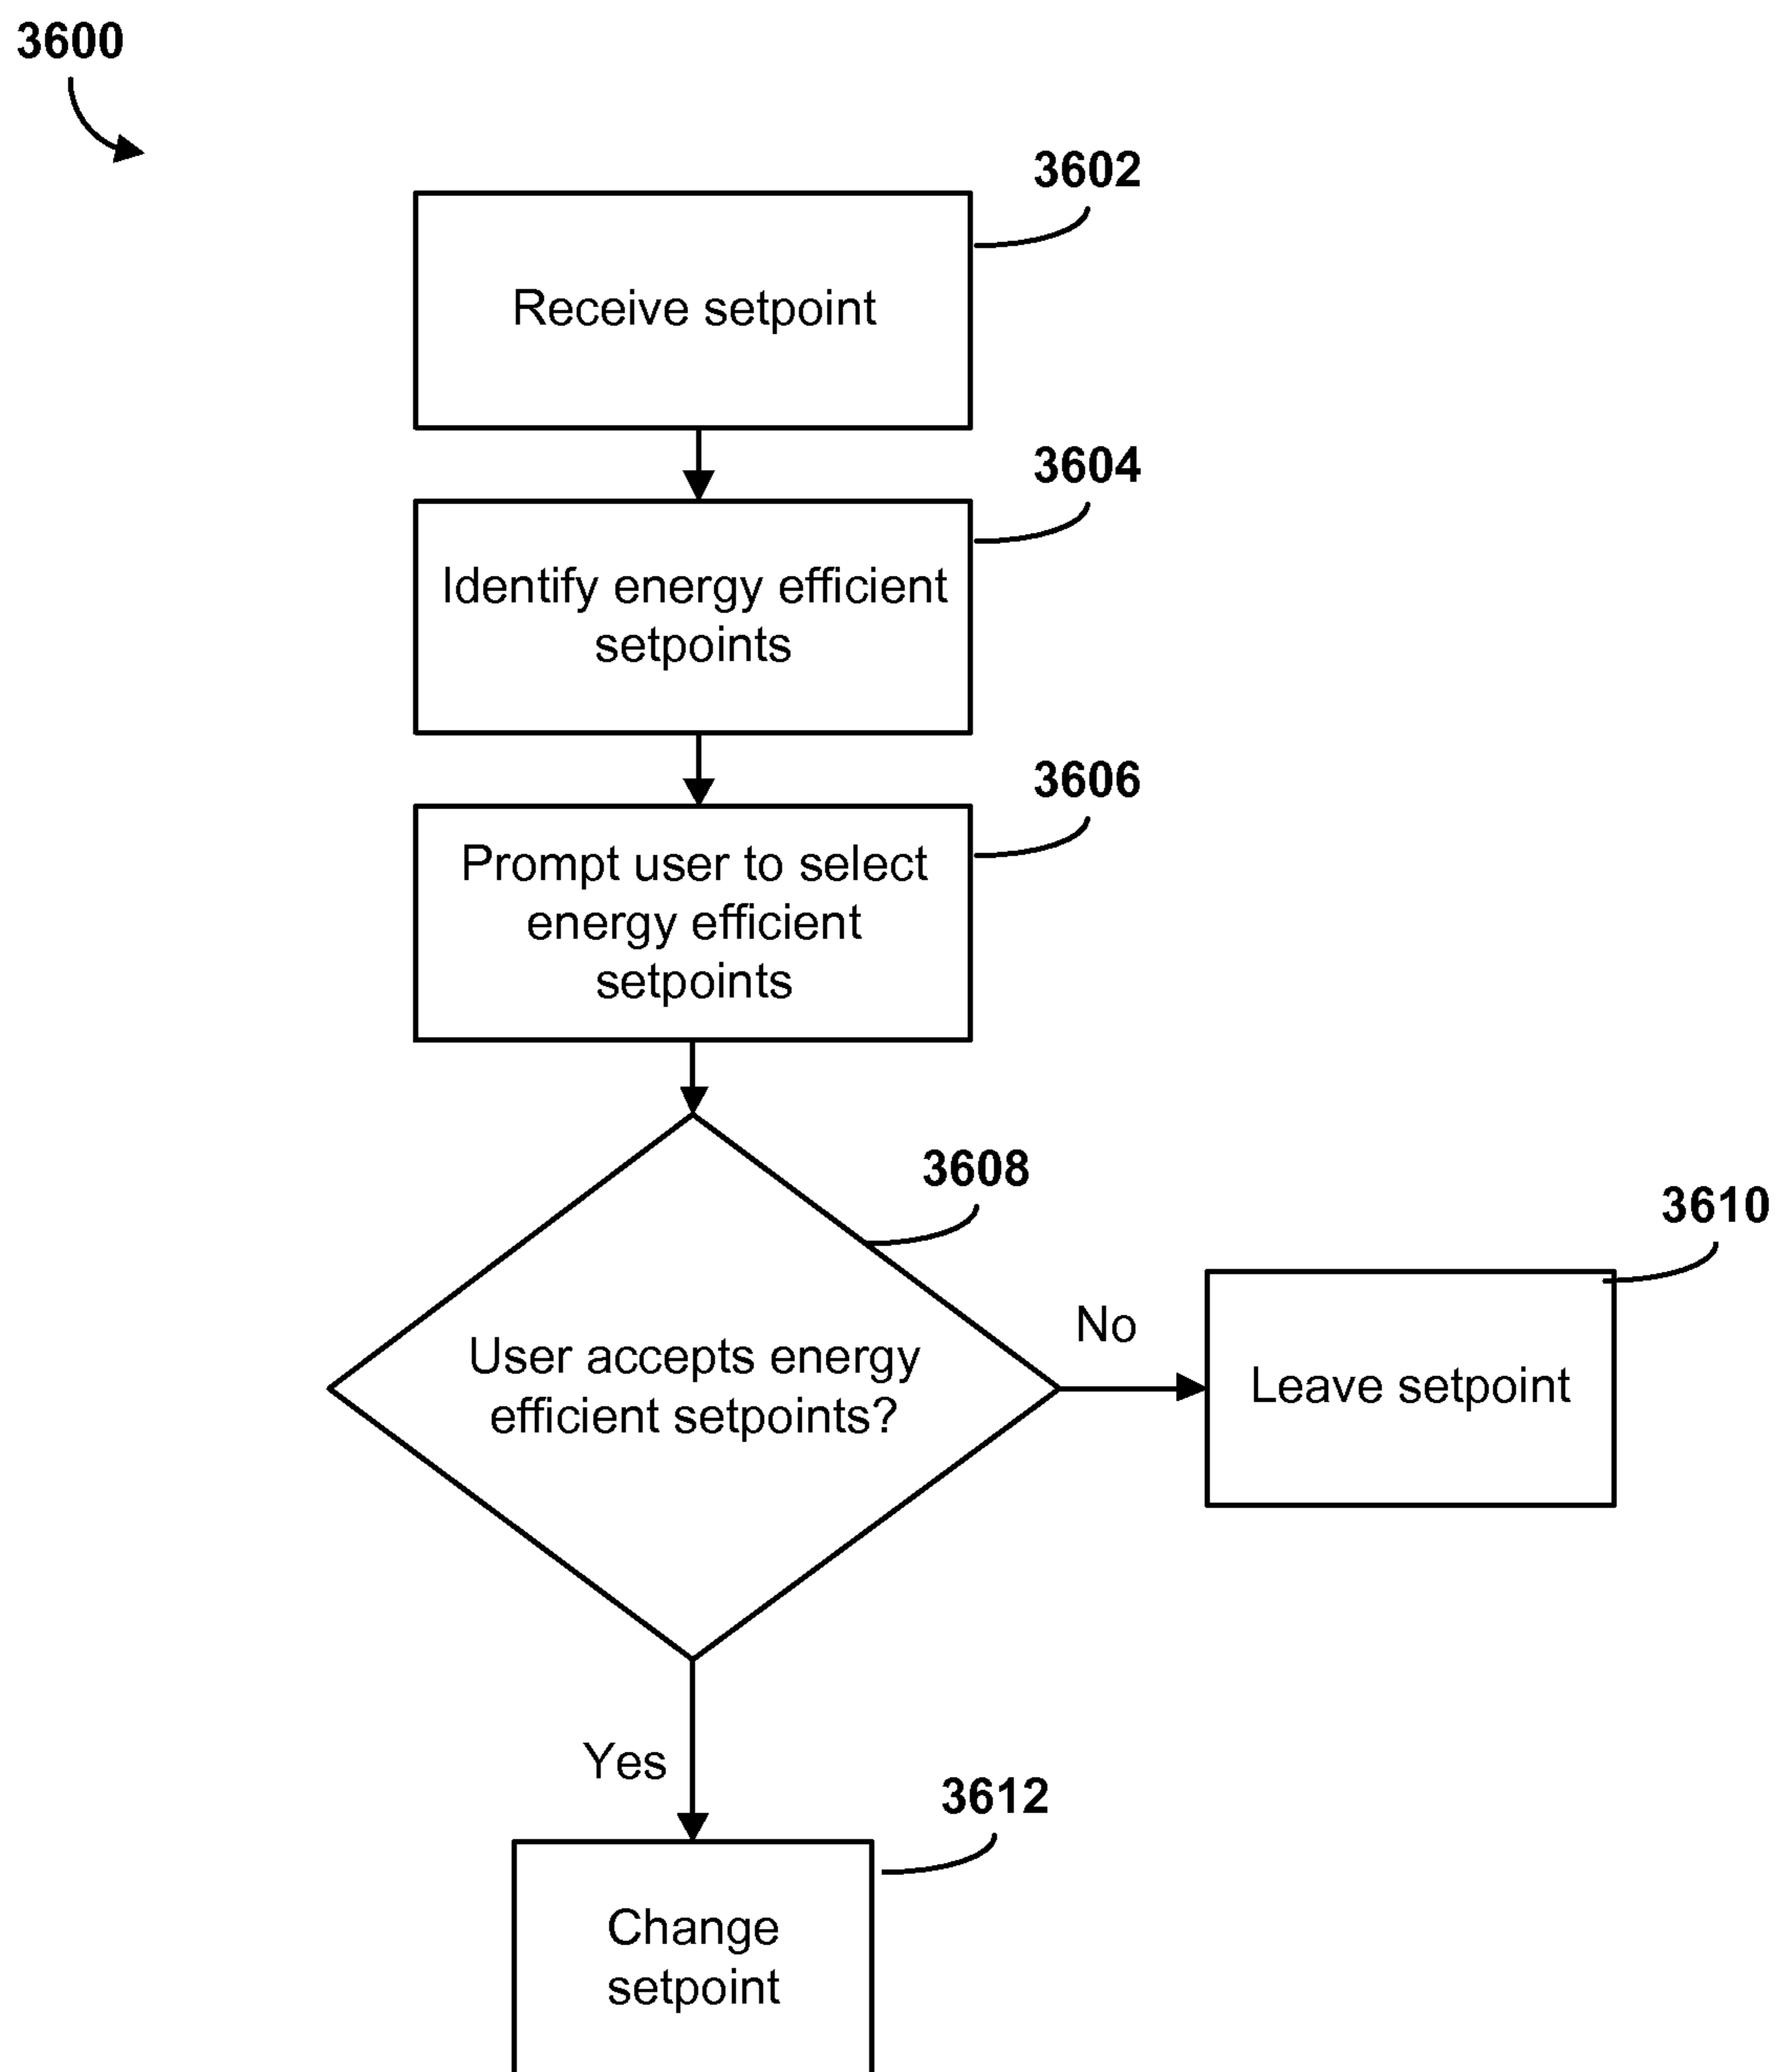 3600
3602
Receive setpoint
3604
Identify energy efficient
setpoints
3606
Prompt user to select
energy efficient
setpoints
3608
User accepts energy
efficient setpoints?
No
3610
Leave setpoint
Yes
3612
Change
setpoint